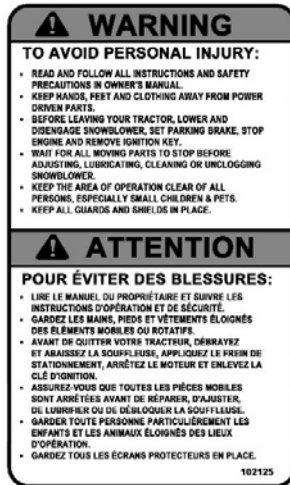 WARNING
TO AVOID PERSONAL INJURY:
• READ AND FOLLOW ALL INSTRUCTIONS AND SAFETY
PRECAUTIONS IN OWNER'S MANUAL.
• KEEP HANDS, FEET AND CLOTHING AWAY FROM POWER
DRIVEN PARTS.
• BEFORE LEAVING YOUR TRACTOR, LOWER AND
DISENGAGE SNOWBLOWER, SET PARKING BRAKE, STOP
ENGINE AND REMOVE IGNITION KEY.
• WAIT FOR ALL MOVING PARTS TO STOP BEFORE
ADJUSTING, LUBRICATING, CLEANING OR UNCLOGGING
SNOWBLOWER.
• KEEP THE AREA OF OPERATION CLEAR OF ALL
PERSONS, ESPECIALLY SMALL CHILDREN & PETS.
• KEEP ALL GUARDS AND SHIELDS IN PLACE.
ATTENTION
POUR ÉVITER DES BLESSURES:
• LIRE LE MANUEL DU PROPRIÉTAIRE ET SUIVRE LES
INSTRUCTIONS D'OPÉRATION ET DE SÉCURITÉ.
• GARDEZ LES MAINS, PIEDS ET VÊTEMENTS ÉLOIGNÉS
DES ÉLÉMENTS MOBILES OU ROTATIFS.
• AVANT DE QUITTER VOTRE TRACTEUR, DÉBRAYEZ
ET ABAISSEZ LA SOUFFLEUSE, APPLIQUEZ LE FREIN DE
STATIONNEMENT, ARRÊTEZ LE MOTEUR ET ENLEVEZ LA
CLÉ D'IGNITION.
• ASSUREZ-VOUS QUE TOUTES LES PIÈCES MOBILES
SONT ARRÊTÉES AVANT DE RÉPARER, D'AJUSTER,
DE LUBRIFIER OU DE DÉBLOQUER LA SOUFFLEUSE.
• GARDER TOUTE PERSONNE PARTICULIÈREMENT LES
ENFANTS ET LES ANIMAUX ÉLOIGNÉS DES LIEUX
D'OPÉRATION.
• GARDEZ TOUS LES ÉCRANS PROTECTEURS EN PLACE.
102125